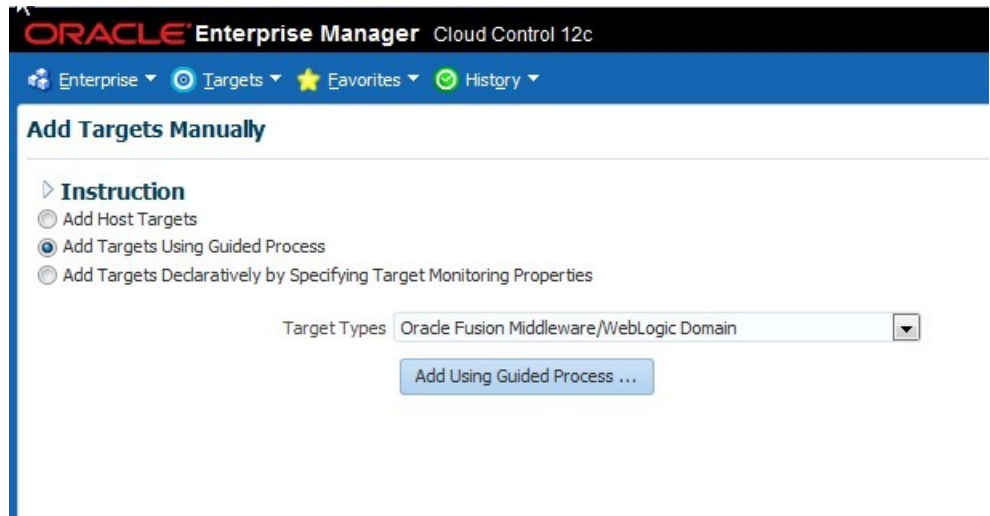 ORACLE Enterprise Manager Cloud Control 12c
Enterprise Targets Favorites History
Add Targets Manually
Instruction
Add Host Targets
Add Targets Using Guided Process
Add Targets Declaratively by Specifying Target Monitoring Properties
Target Types Oracle Fusion Middleware/WebLogic Domain
Add Using Guided Process ...